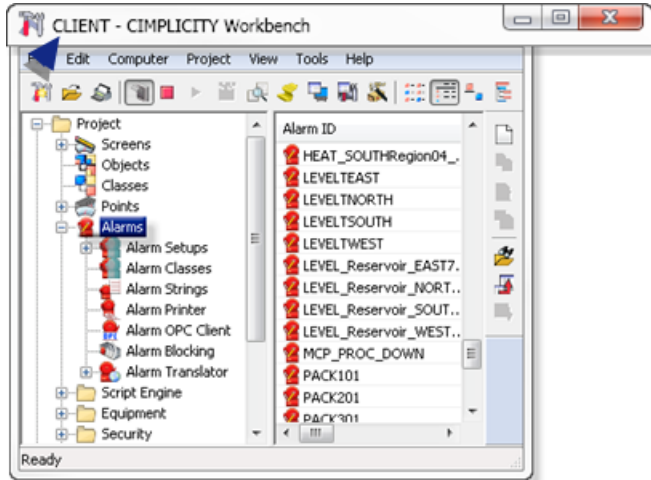 CLIENT - CIMPLICITY Workbench
Edit Computer Project View Tools Help
Project
Screens
Objects
Classes
Points
Alarms
Alarm Setups
Alarm Classes
Alarm Strings
Alarm Printer
Alarm OPC Client
Alarm Blocking
Alarm Translator
Script Engine
Equipment
Security
Alarm ID
HEAT_SOUTHRegion04_.
LEVELTEAST
LEVELTNORTH
LEVELTSOUTH
LEVELTWEST
LEVEL_Reservoir_EAST7.
LEVEL_Reservoir_NORT..
LEVEL_Reservoir_SOUT..
LEVEL_Reservoir_WEST..
MCP_PROC_DOWN
PACK101
PACK201
PACK301
Ready